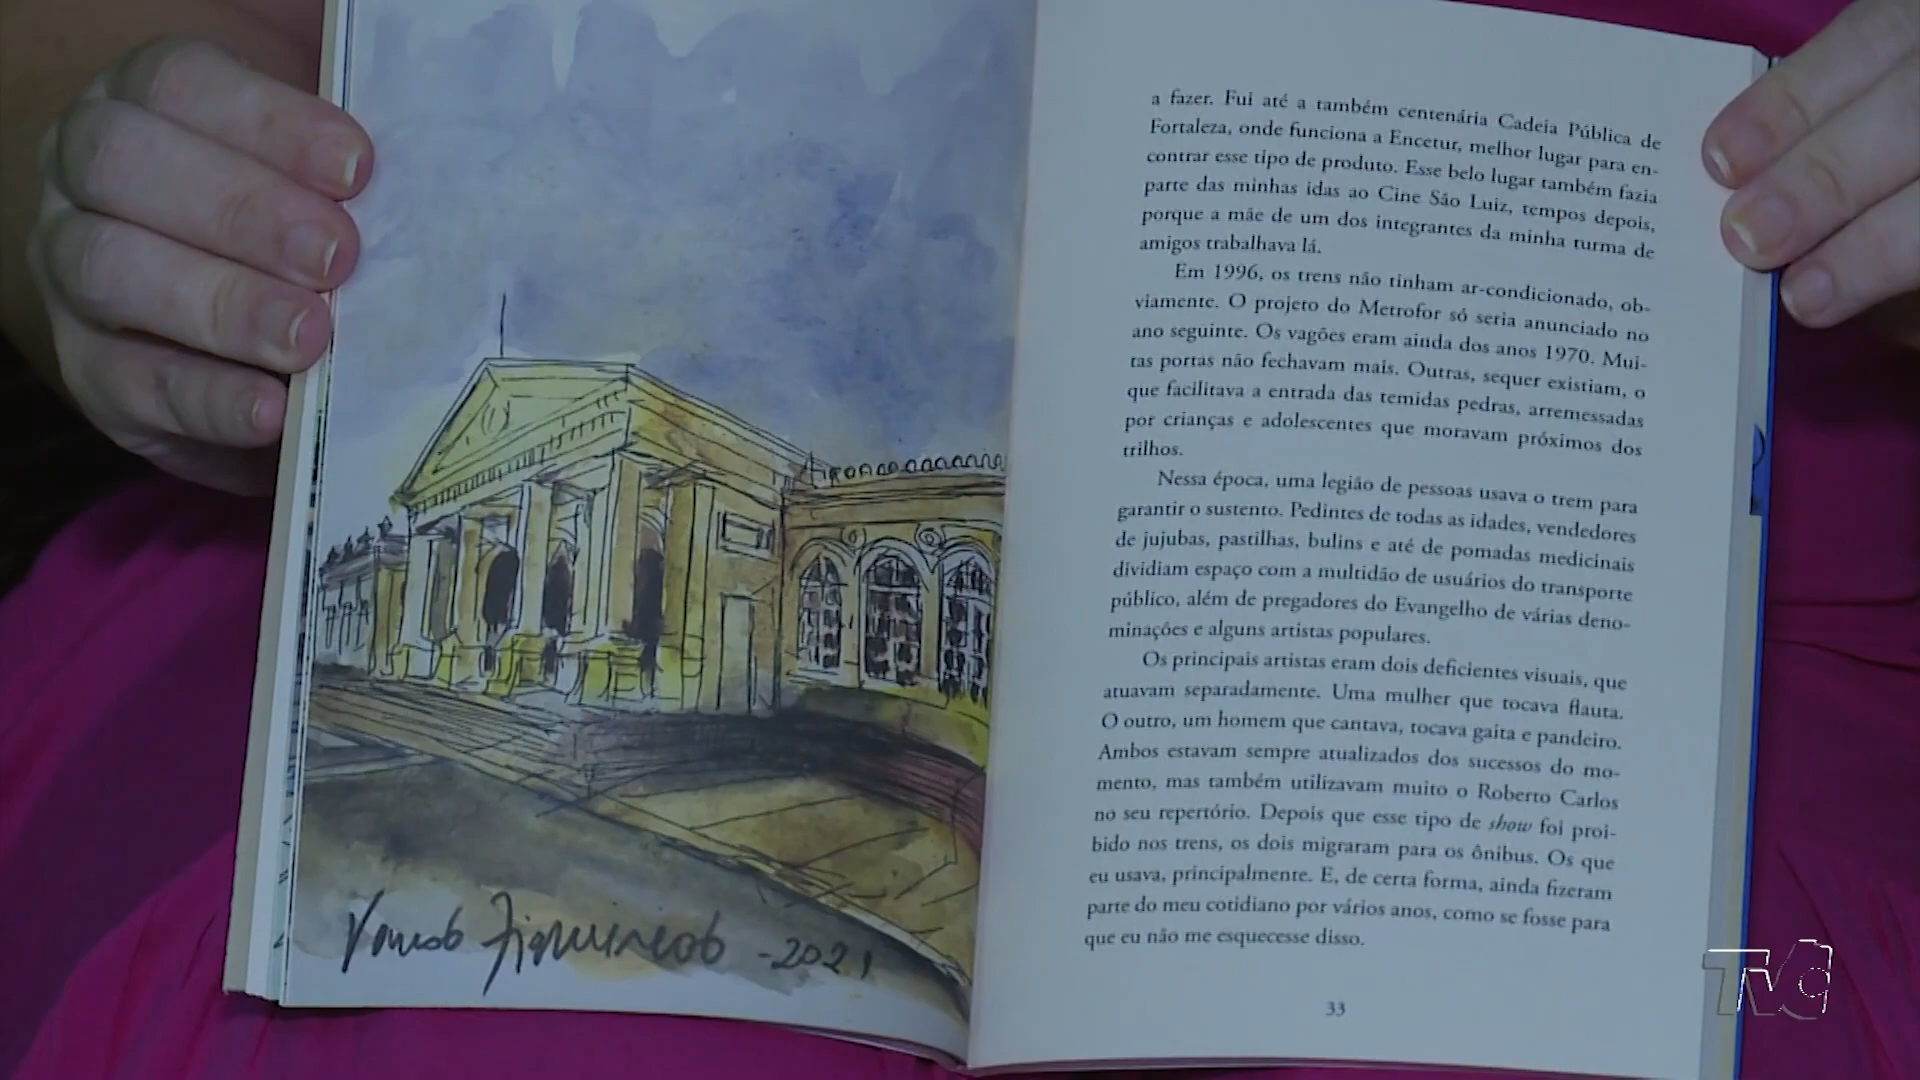 a fazer. Fui até a também centenária Cadeia Pública de
Fortaleza, onde funciona a Encetur, melhor lugar para en-
contrar esse tipo de produto. Esse belo lugar também fazia
parte das minhas idas ao Cine São Luiz, tempos depois,
porque a mãe de um dos integrantes da minha turma de
amigos trabalhava lá.
Em 1996, os trens não tinham ar-condicionado, ob-
viamente. O projeto do Metrofor só seria anunciado no
ano seguinte. Os vagões eram ainda dos anos 1970. Mui-
tas portas não fechavam mais. Outras, sequer existiam, o
que facilitava a entrada das temidas pedras, arremessadas
por crianças e adolescentes que moravam próximos dos
trilhos.
Nessa época, uma legião de pessoas usava o trem para
garantir o sustento. Pedintes de todas as idades, vendedores
de jujubas, pastilhas, bulins e até de pomadas medicinais
dividiam espaço com a multidão de usuários do transporte
público, além de pregadores do Evangelho de várias deno-
minações e alguns artistas populares.
Os principais artistas eram dois deficientes visuais, que
atuavam separadamente. Uma mulher que tocava flauta.
O outro, um homem que cantava, tocava gaita e pandeiro.
Ambos estavam sempre atualizados dos sucessos do mo-
mento, mas também utilizavam muito o Roberto Carlos
no seu repertório. Depois que esse tipo de show foi proi-
bido nos trens, os dois migraram para os ônibus. Os que
eu usava, principalmente. E, de certa forma, ainda fizeram
parte do meu cotidiano por vários anos, como se fosse para
que eu não me esquecesse disso.
33
-2021
TVC